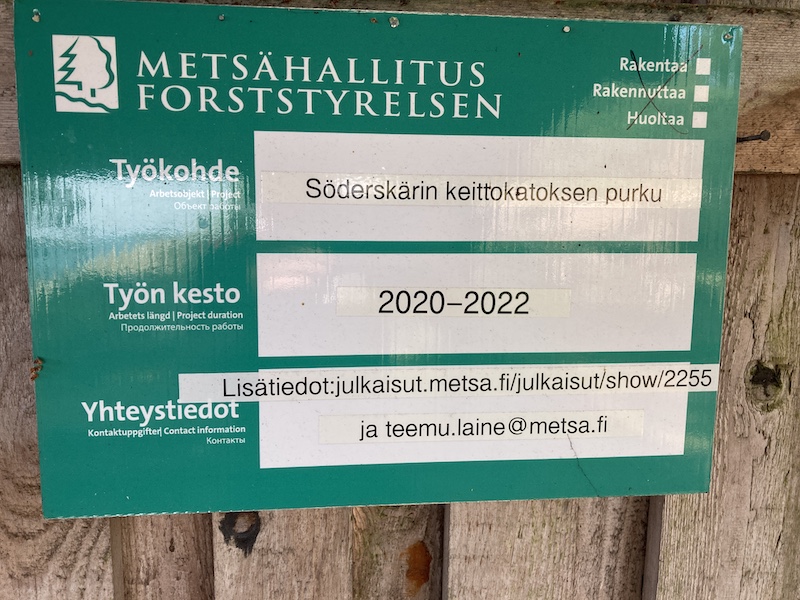 METSÄHALLITUS
FORSTSTYRELSEN
Rakentaa
Rakennuttaa
Huoltaa
Työkohde
Arbetsobjekt | Project
Объект работы
Söderskärin keittokatoksen purku
Työn kesto
Arbetets längd | Project duration
Продолжительность работы
2020–2022
Yhteystiedot
Kontaktuppgifter| Contact information
Контакты
Lisätiedot:julkaisut.metsa.fi/julkaisut/show/2255
ja teemu.laine@metsa.fi